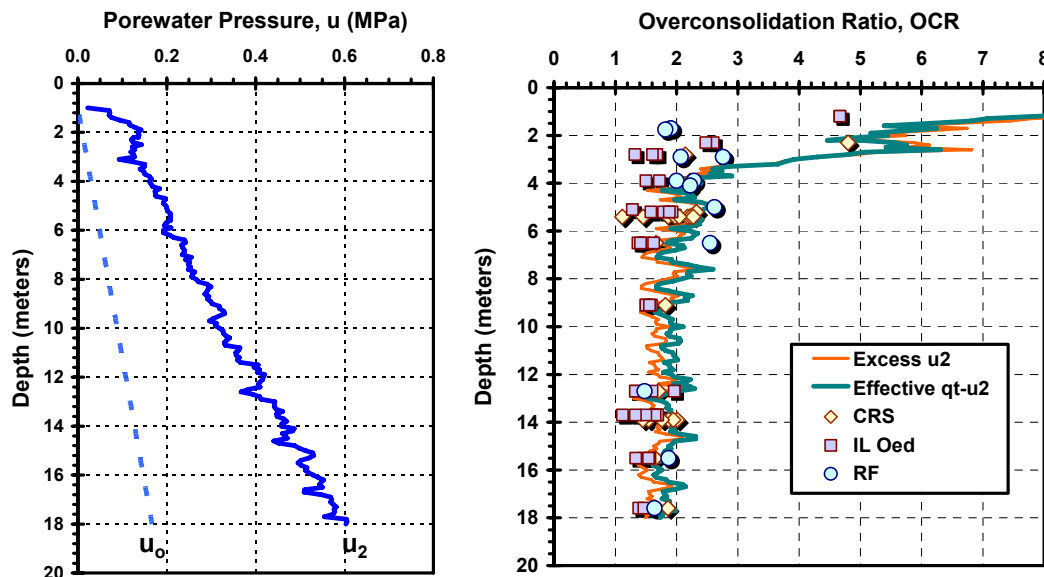 Porewater Pressure, u (MPa)
0.0 0.2 0.4 0.6 0.8
0
2
4
6
8
10
12
14
16
18
20
Depth (meters)
uo
u2
Overconsolidation Ratio, OCR
0 1 2 3 4 5 6 7 8
0
2
4
6
8
10
12
14
16
18
20
Depth (meters)
Excess u2
Effective qt-u2
CRS
IL Oed
RF